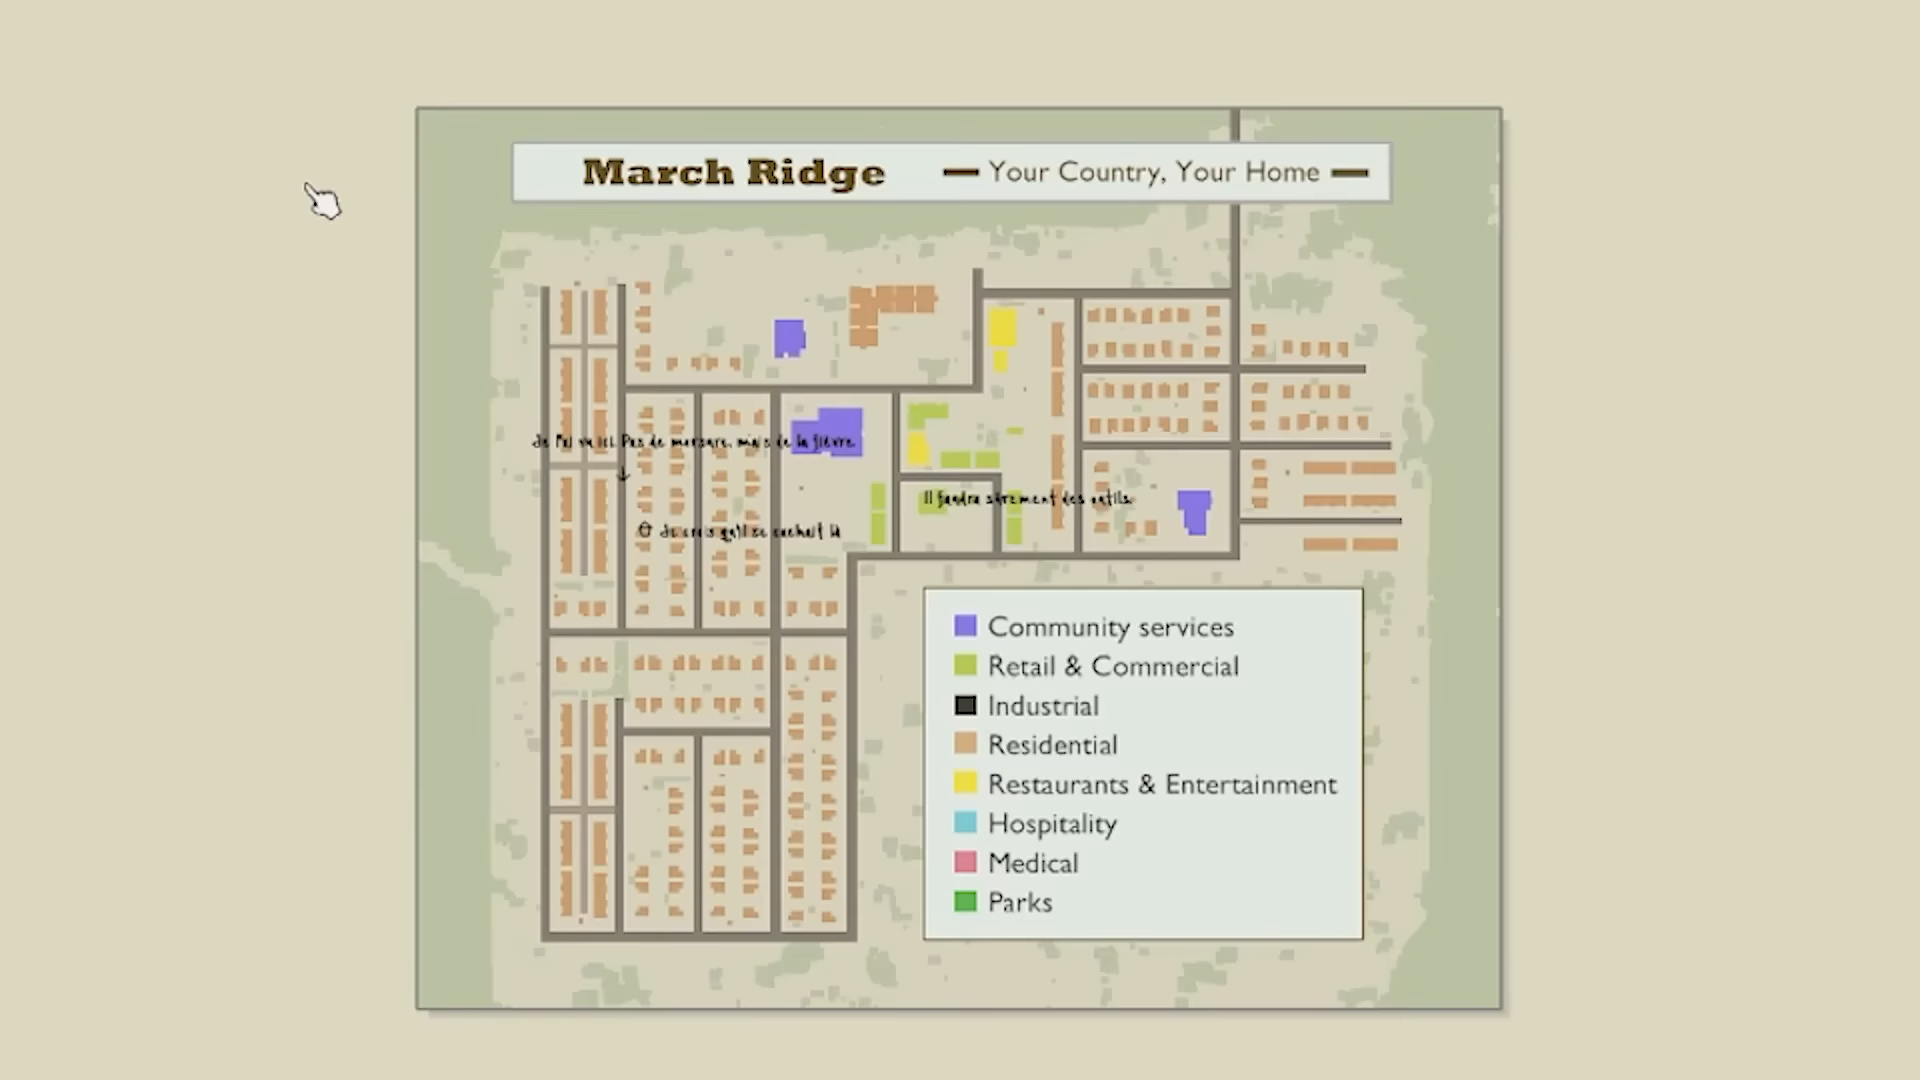 March Ridge
Your Country, Your Home
Je l'ai vu ici. Pas de morsure, mais de la fièvre.
Je crois qu'il se cachait là
Il faudra sûrement des outils.
Community services
Retail & Commercial
Industrial
Residential
Restaurants & Entertainment
Hospitality
Medical
Parks